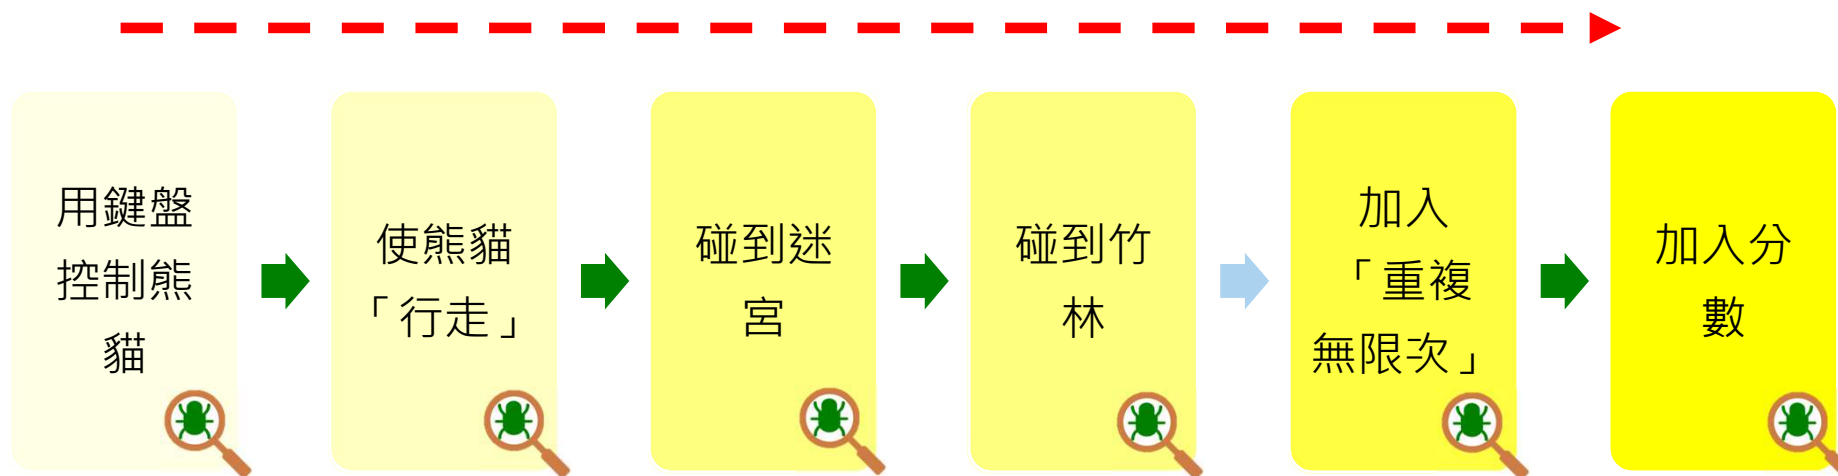 用鍵盤
控制熊
貓
使熊貓
「行走」
碰到迷
宮
碰到竹
林
加入
「重複
無限次」
加入分
數